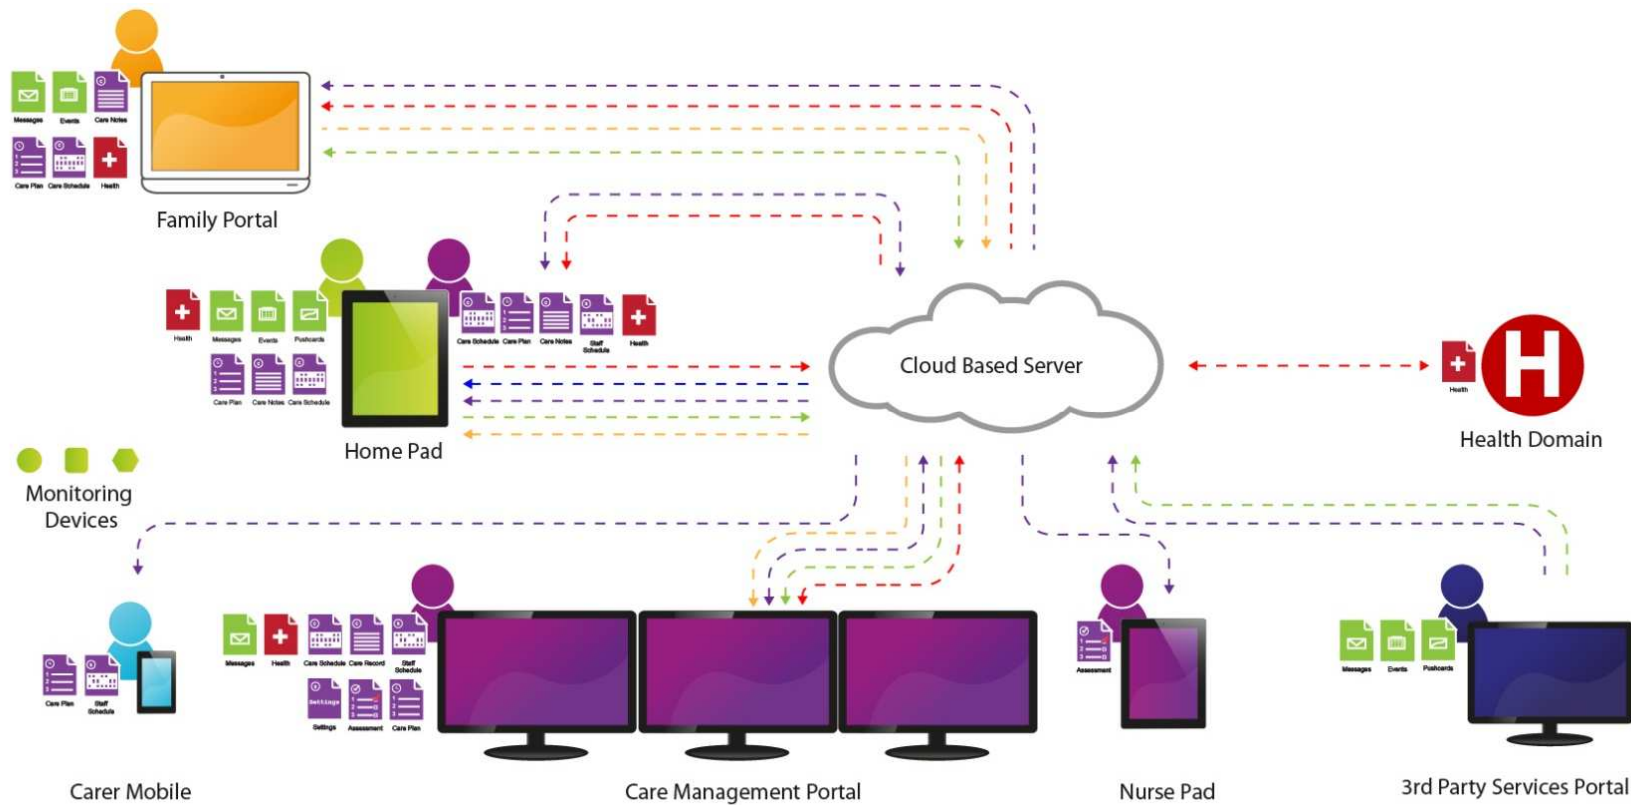 Messages Events Care Notes
Care Plan Care Schedule Health
Family Portal
Health Messages Events Pushcards
Care Schedule Care Plan Care Notes Staff Schedule Health
Care Plan Care Notes Care Schedule
Home Pad
Cloud Based Server
H
Health
Health Domain
Monitoring
Devices
Care Plan Staff
Schedule
Carer Mobile
Messages Health Care Schedule Care Record Staff
Schedule
Settings
Settings Assessment Care Plan
Care Management Portal
Assessment
Nurse Pad
Messages Events Pushcards
3rd Party Services Portal